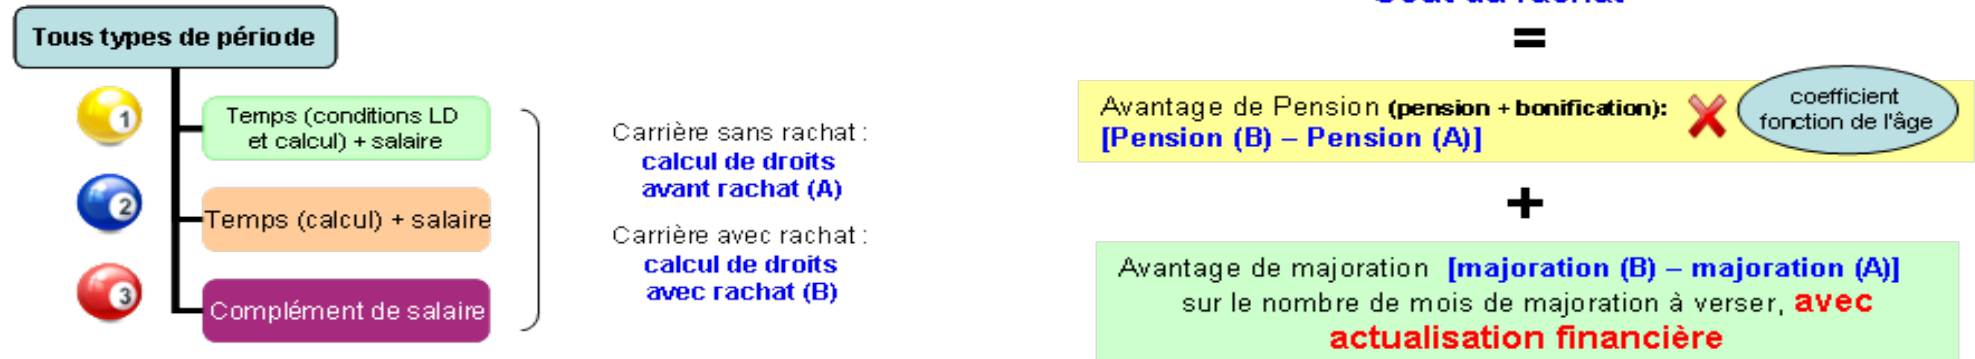 Tous types de période
1
Temps (conditions LD
et calcul) + salaire
2
Temps (calcul) + salaire
3
Complément de salaire
Carrière sans rachat :
calcul de droits
avant rachat (A)
Carrière avec rachat :
calcul de droits
avec rachat (B)
=
Avantage de Pension (pension + bonification):
[Pension (B) – Pension (A)]
coefficient
fonction de l'âge
+
Avantage de majoration [majoration (B) – majoration (A)]
sur le nombre de mois de majoration à verser, avec
actualisation financière